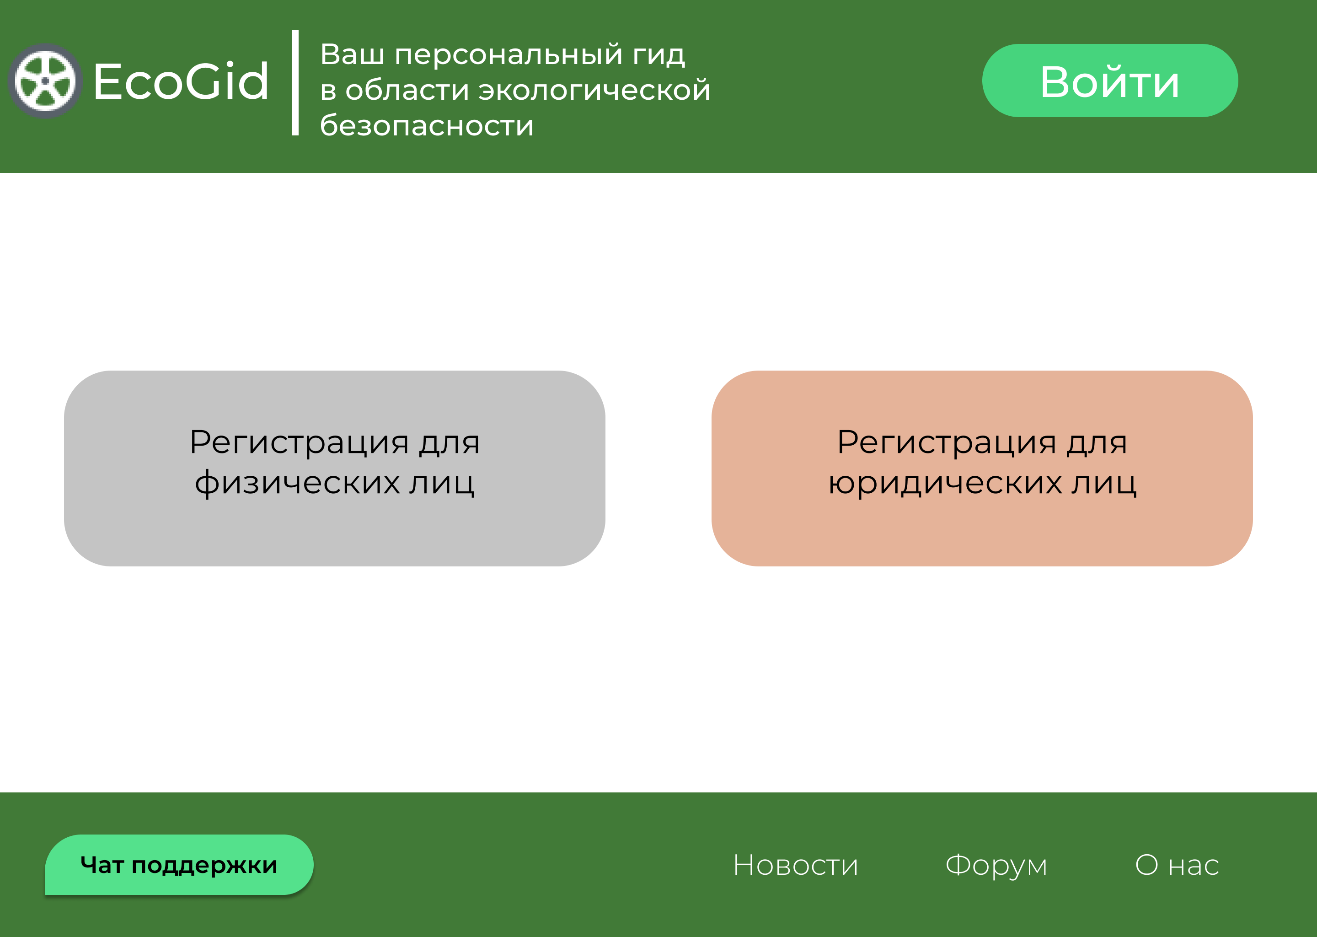 EcoGid
Ваш персональный гид
в области экологической
безопасности
Войти
Регистрация для
физических лиц
Регистрация для
юридических лиц
Чат поддержки
Новости
Форум
О нас